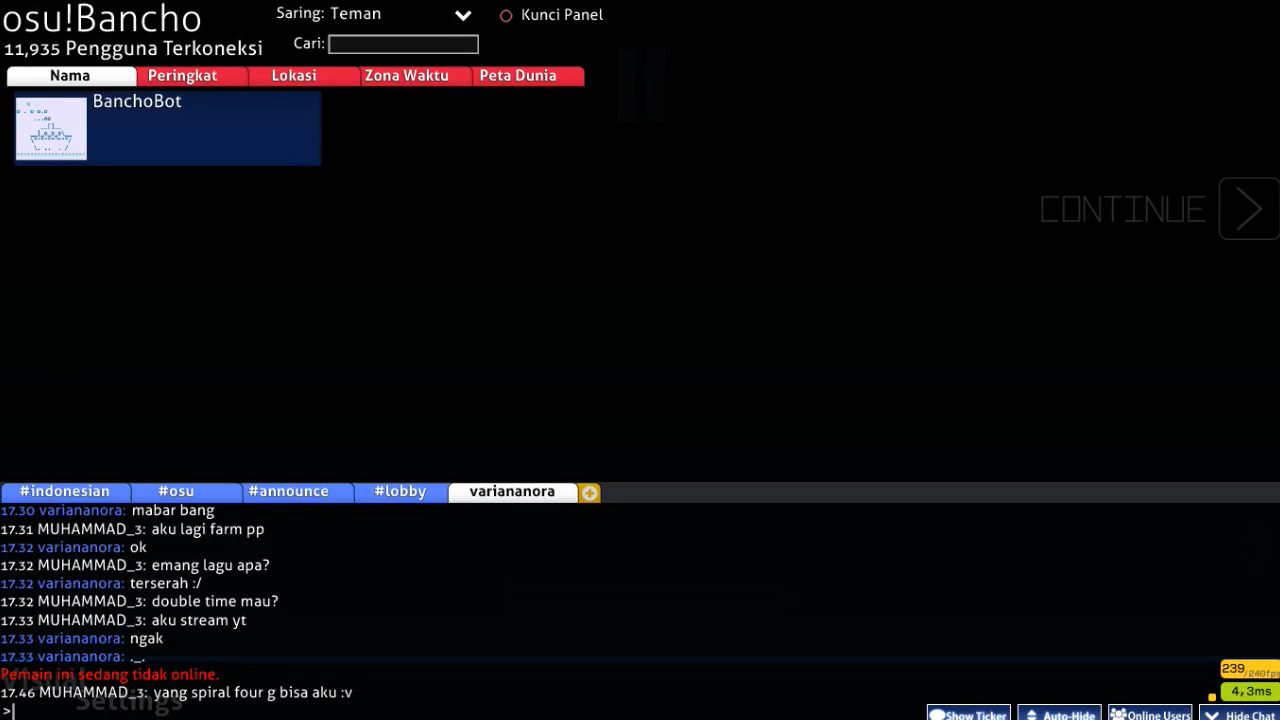 osu!Bancho
Saring: Teman
Kunci Panel
11,935 Pengguna Terkoneksi
Cari:
Nama Peringkat Lokasi Zona Waktu Peta Dunia
BanchoBot
CONTINUE
#indonesian #osu #announce #lobby variananora
17.30 variananora: mabar bang
17.31 MUHAMMAD_3: aku lagi farm pp
17.32 variananora: ok
17.32 MUHAMMAD_3: emang lagu apa?
17.32 variananora: terserah :/
17.32 MUHAMMAD_3: double time mau?
17.33 MUHAMMAD_3: aku stream yt
17.33 variananora: ngak
17.33 variananora: ._.
Pemain ini sedang tidak online.
17.46 MUHAMMAD_3: yang spiral four g bisa aku :v
>
Visual
Settings
239/240fps
4,3ms
Show Ticker Auto-Hide Online Users Hide Chat